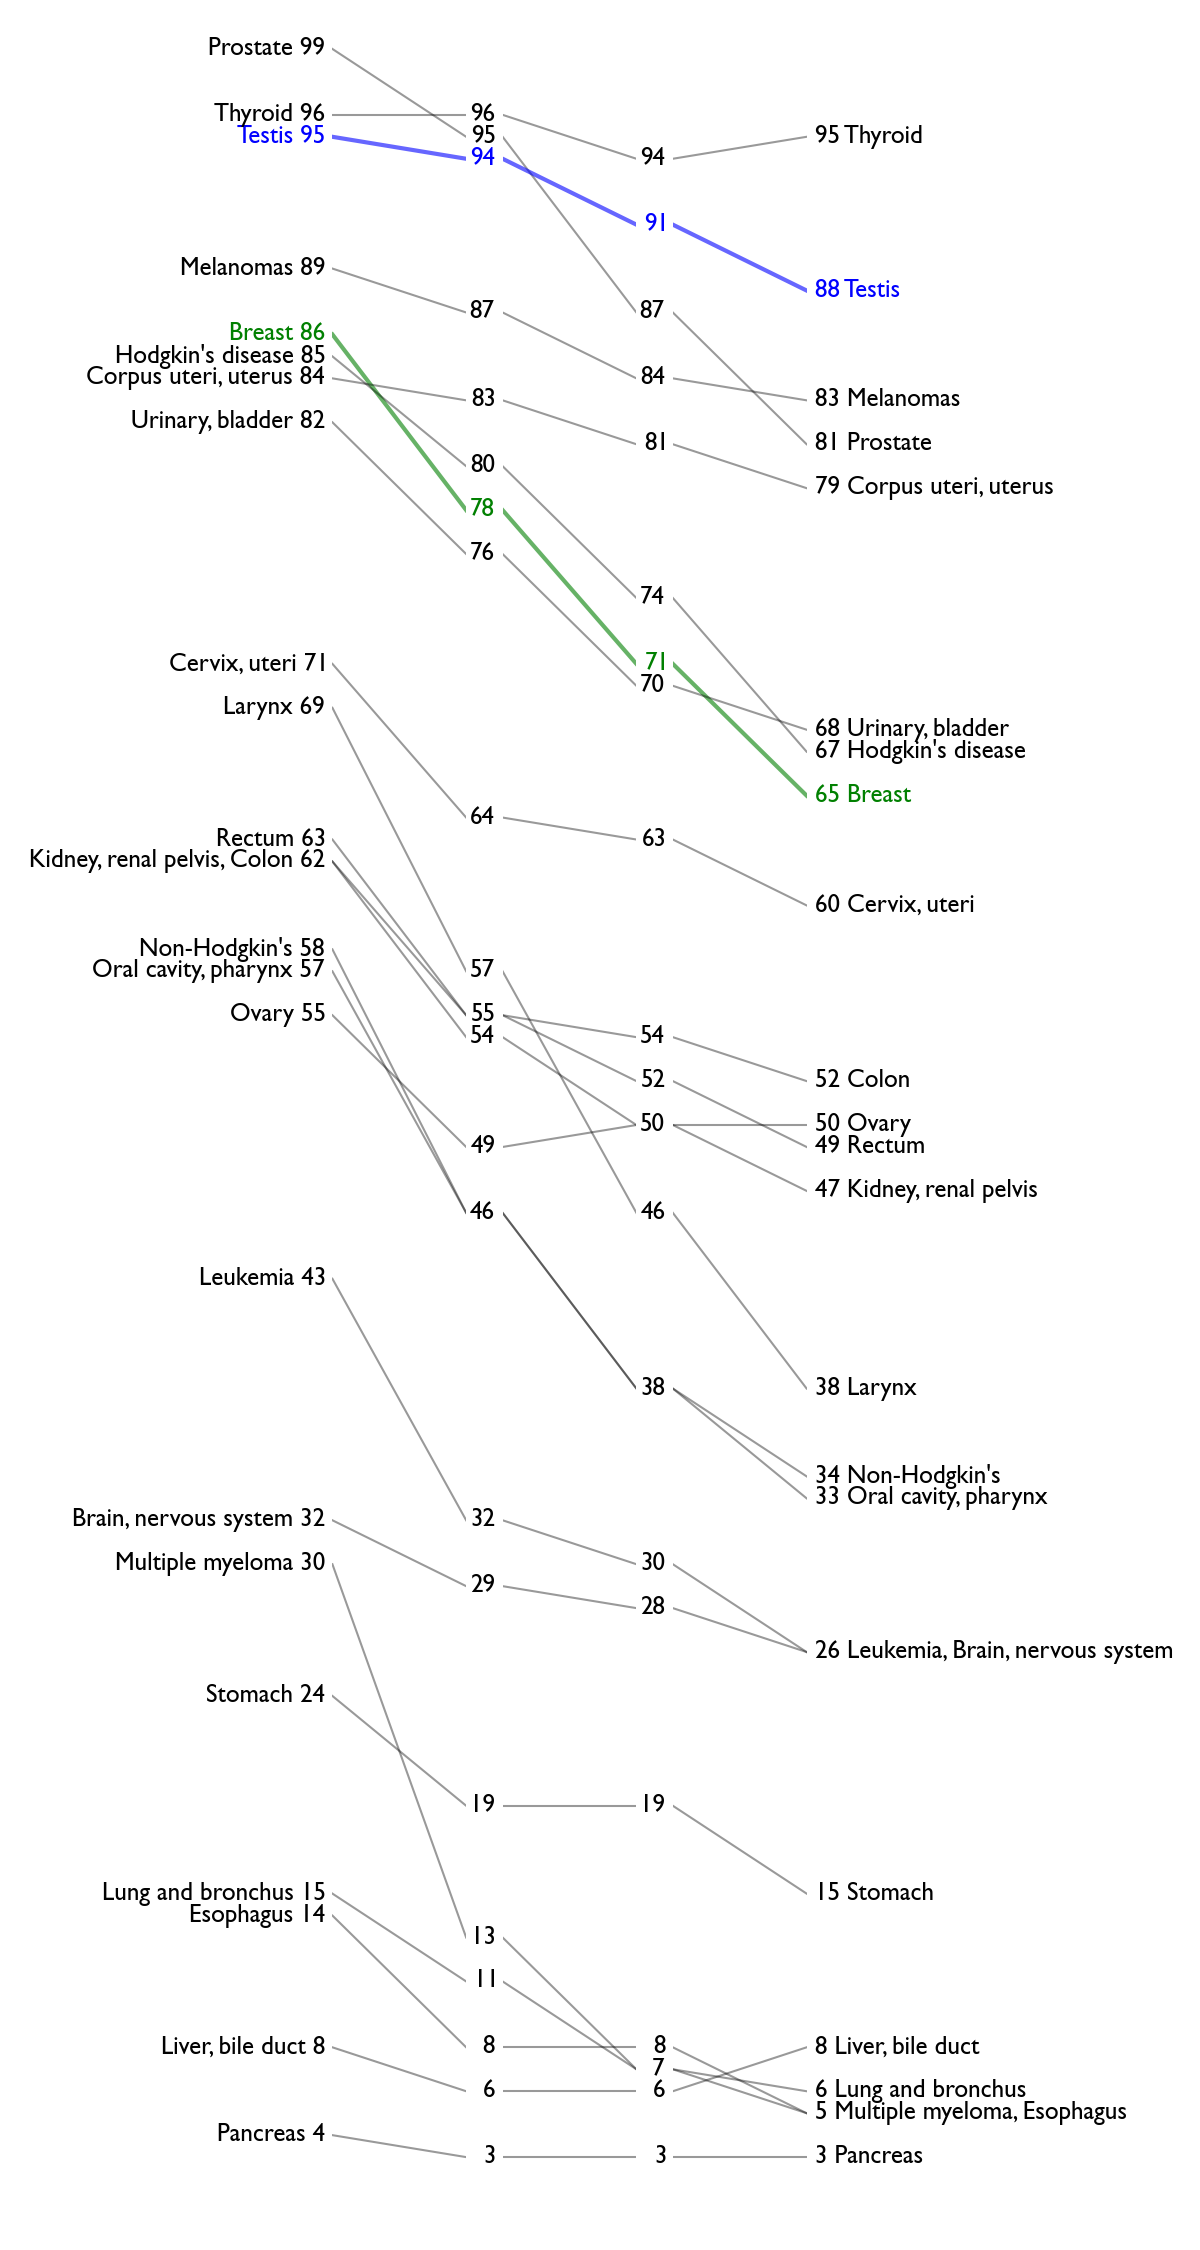 Prostate 99
Thyroid 96 96
Testis 95 95 95 Thyroid
94 94
91
88 Testis
Melanomas 89
87 87
Breast 86
Hodgkin's disease 85
Corpus uteri, uterus 84 84
83 83 Melanomas
Urinary, bladder 82
81 81 Prostate
80
79 Corpus uteri, uterus
78
76
74
Cervix, uteri 71 71
70
Larynx 69
68 Urinary, bladder
67 Hodgkin's disease
65 Breast
64
Rectum 63 63
Kidney, renal pelvis, Colon 62
60 Cervix, uteri
Non-Hodgkin's 58
Oral cavity, pharynx 57 57
Ovary 55 55
54 54
52 52 Colon
50 50 Ovary
49 49 Rectum
47 Kidney, renal pelvis
46 46
Leukemia 43
38 38 Larynx
34 Non-Hodgkin's
33 Oral cavity, pharynx
Brain, nervous system 32 32
Multiple myeloma 30 30
29
28
26 Leukemia, Brain, nervous system
Stomach 24
19 19
Lung and bronchus 15 15 Stomach
Esophagus 14
13
11
Liver, bile duct 8 8 8 8 Liver, bile duct
7
6 6 6 Lung and bronchus
5 Multiple myeloma, Esophagus
Pancreas 4
3 3 3 Pancreas